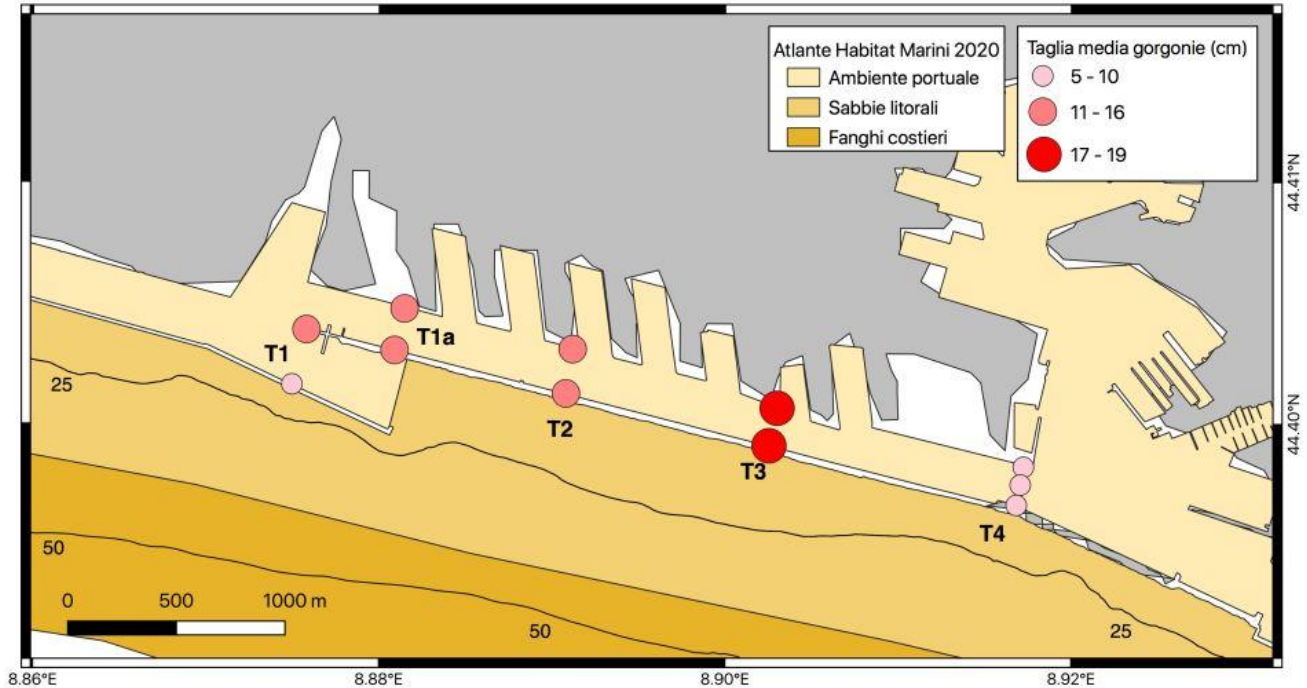 Atlante Habitat Marini 2020
Ambiente portuale
Sabbie litorali
Fanghi costieri
Taglia media gorgonie (cm)
5 - 10
11 - 16
17 - 19
44.41°N
44.40°N
T1
T1a
T2
T3
T4
25
50
50
25
0 500 1000 m
8.86°E 8.88°E 8.90°E 8.92°E